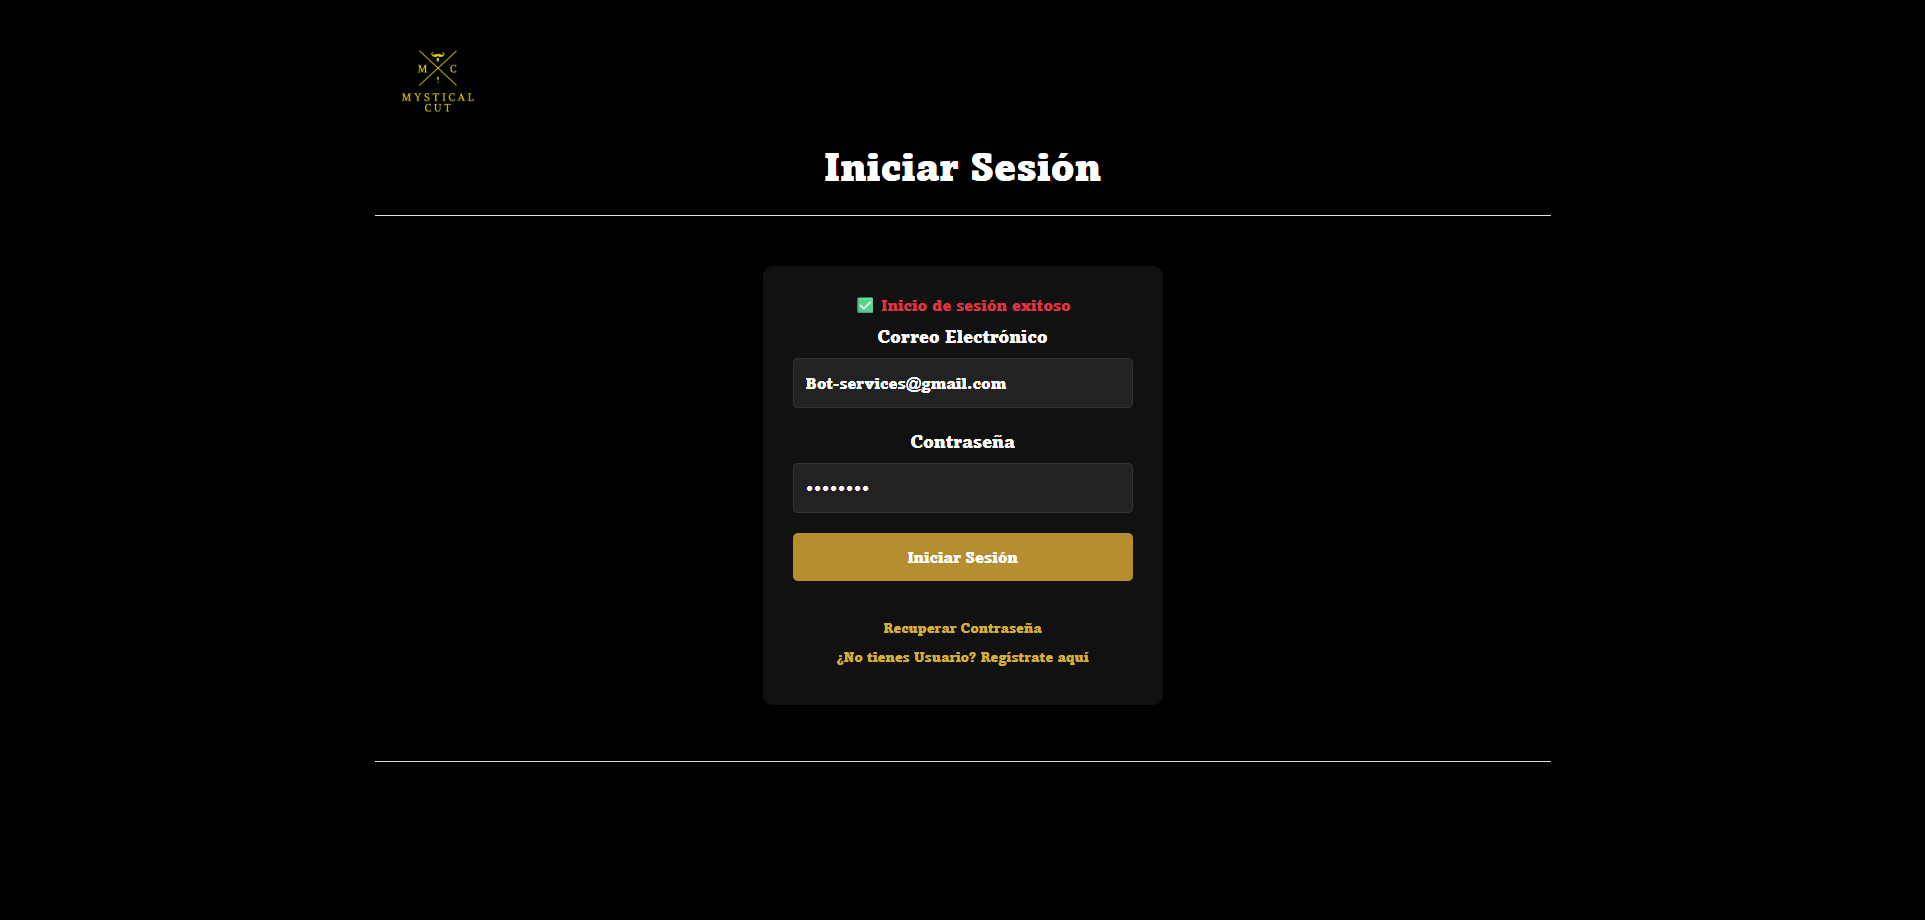 M C
MYSTICAL
CUT
Iniciar Sesión
✅ Inicio de sesión exitoso
Correo Electrónico
Bot-services@gmail.com
Contraseña
••••••••
Iniciar Sesión
Recuperar Contraseña
¿No tienes Usuario? Regístrate aquí